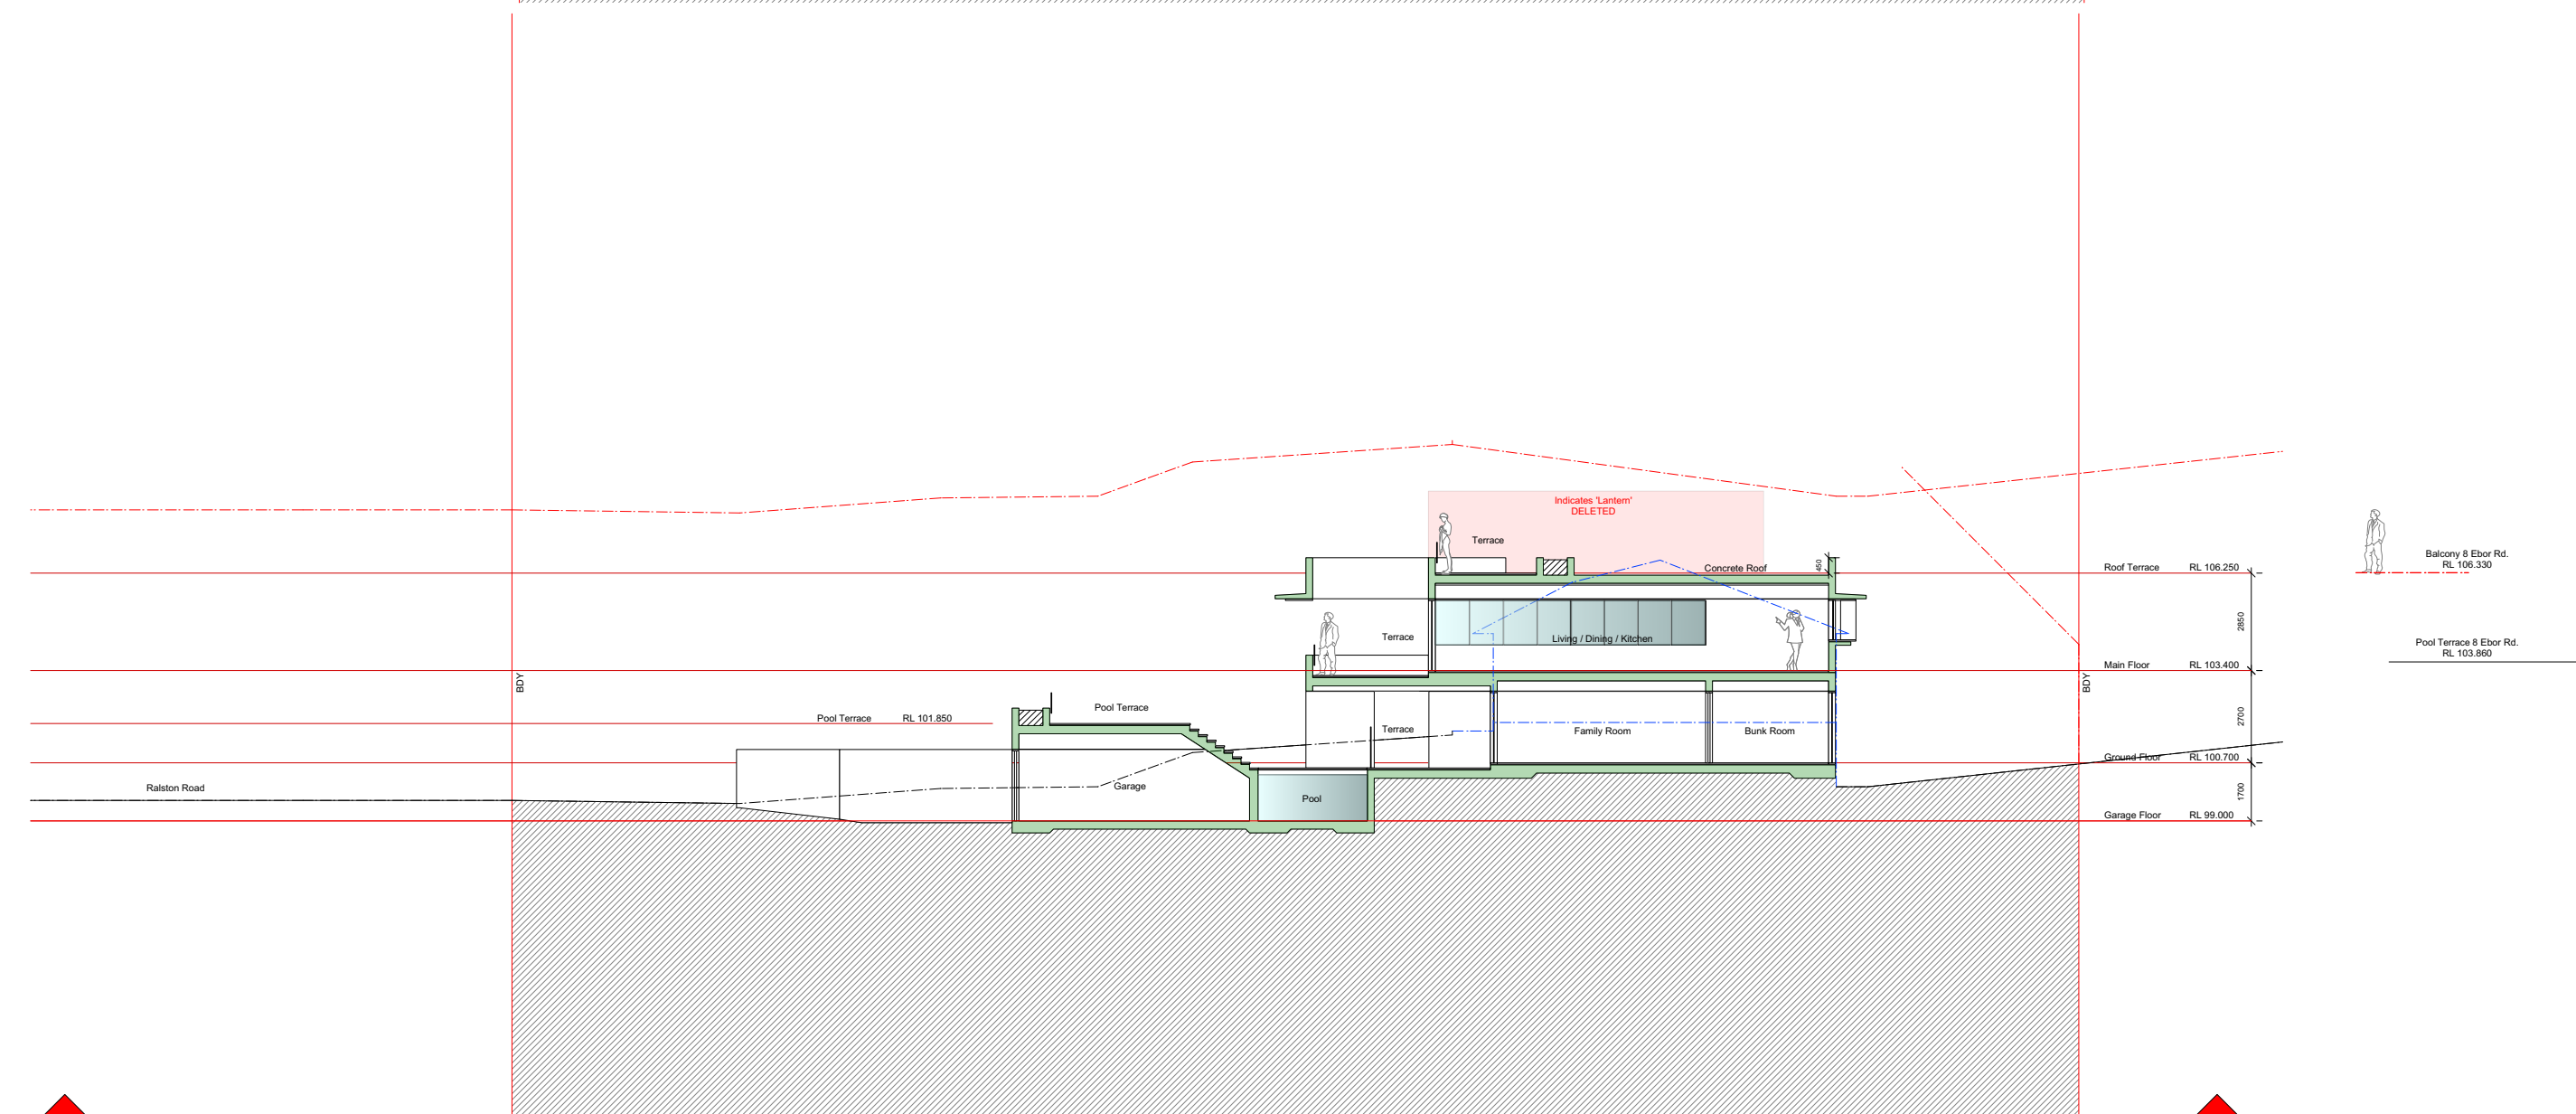 Indicates 'Lantern'
DELETED
Terrace
Concrete Roof
450
Roof Terrace RL 106.250
Balcony 8 Ebor Rd.
RL 106.330
Terrace
Living / Dining / Kitchen
2850
Pool Terrace 8 Ebor Rd.
RL 103.860
Main Floor RL 103.400
BDY
BDY
Pool Terrace RL 101.850
Pool Terrace
Terrace
Family Room
Bunk Room
2700
Ground Floor RL 100.700
Ralston Road
Garage
Pool
1700
Garage Floor RL 99.000